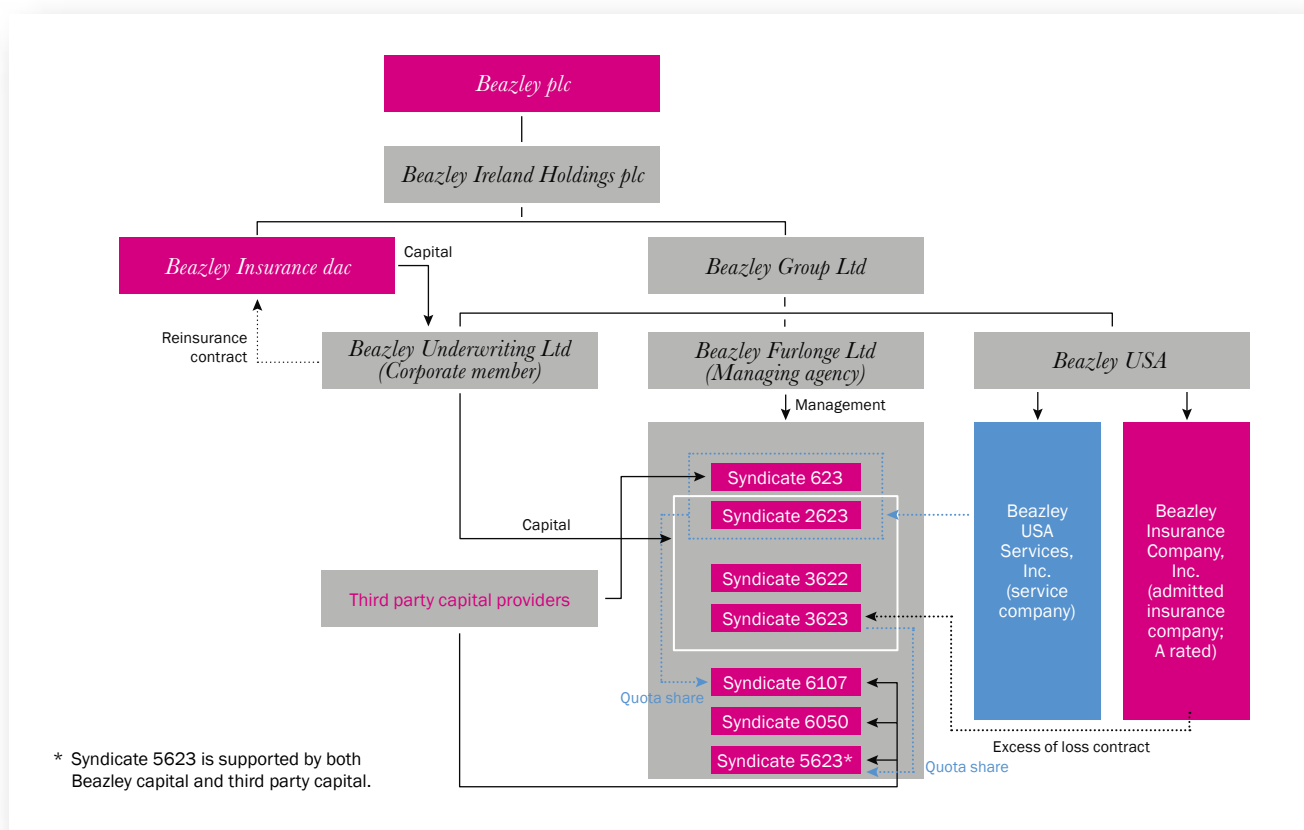 Beazley plc
Beazley Ireland Holdings plc
Beazley Insurance dac
Capital
Beazley Group Ltd
Reinsurance
contract
Beazley Underwriting Ltd
(Corporate member)
Beazley Furlonge Ltd
(Managing agency)
Beazley USA
Management
Syndicate 623
Syndicate 2623
Capital
Syndicate 3622
Third party capital providers
Syndicate 3623
Beazley
USA
Services,
Inc.
(service
company)
Beazley
Insurance
Company,
Inc.
(admitted
insurance
company;
A rated)
Syndicate 6107
Quota share
Syndicate 6050
Excess of loss contract
Syndicate 5623*
Quota share
* Syndicate 5623 is supported by both
Beazley capital and third party capital.